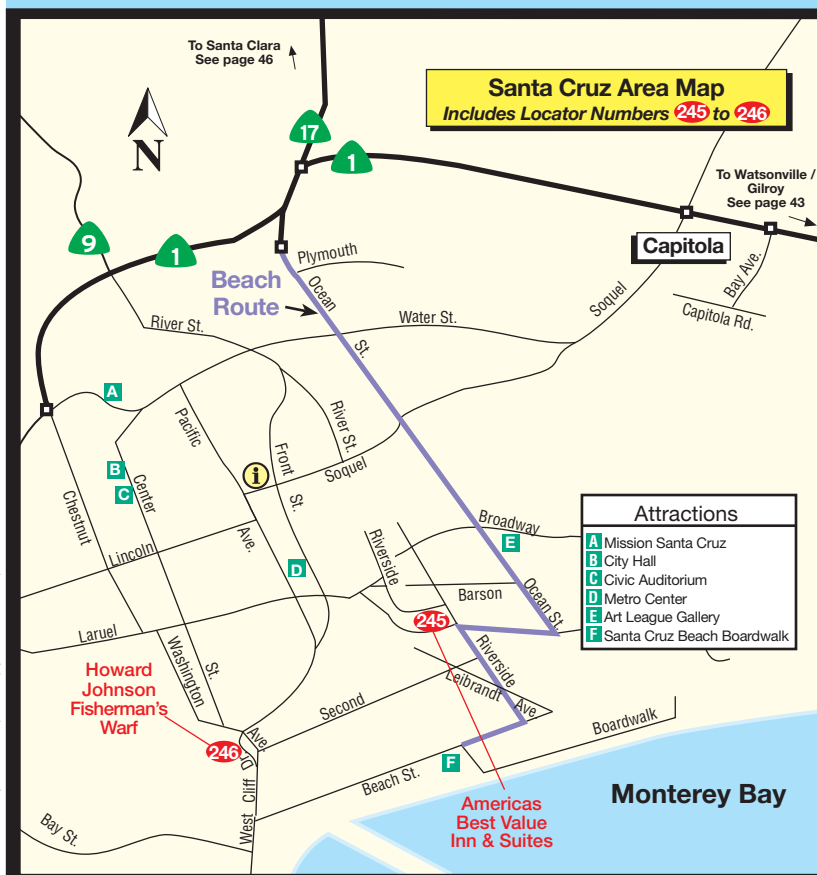 To Santa Clara
See page 46
Santa Cruz Area Map
Includes Locator Numbers 245 to 246
N
17
1
To Watsonville /
Gilroy
See page 43
9
1
Capitola
Plymouth
Beach
Route
Ocean
St.
Bay Ave.
Capitola Rd.
Soquel
River St.
Water St.
A
Pacific
Ave.
River St.
Front
St.
Soquel
i
B
C
Center
St.
Chestnut
Lincoln
D
Broadway
E
Riverside
Barson
Ocean St.
Attractions
A Mission Santa Cruz
B City Hall
C Civic Auditorium
D Metro Center
E Art League Gallery
F Santa Cruz Beach Boardwalk
245
Laruel
Washington
Ave.
Riverside
Ave.
Leibrandt
Second
Howard
Johnson
Fisherman's
Warf
246
Boardwalk
F
Beach St.
West Cliff Dr.
Bay St.
Americas
Best Value
Inn & Suites
Monterey Bay